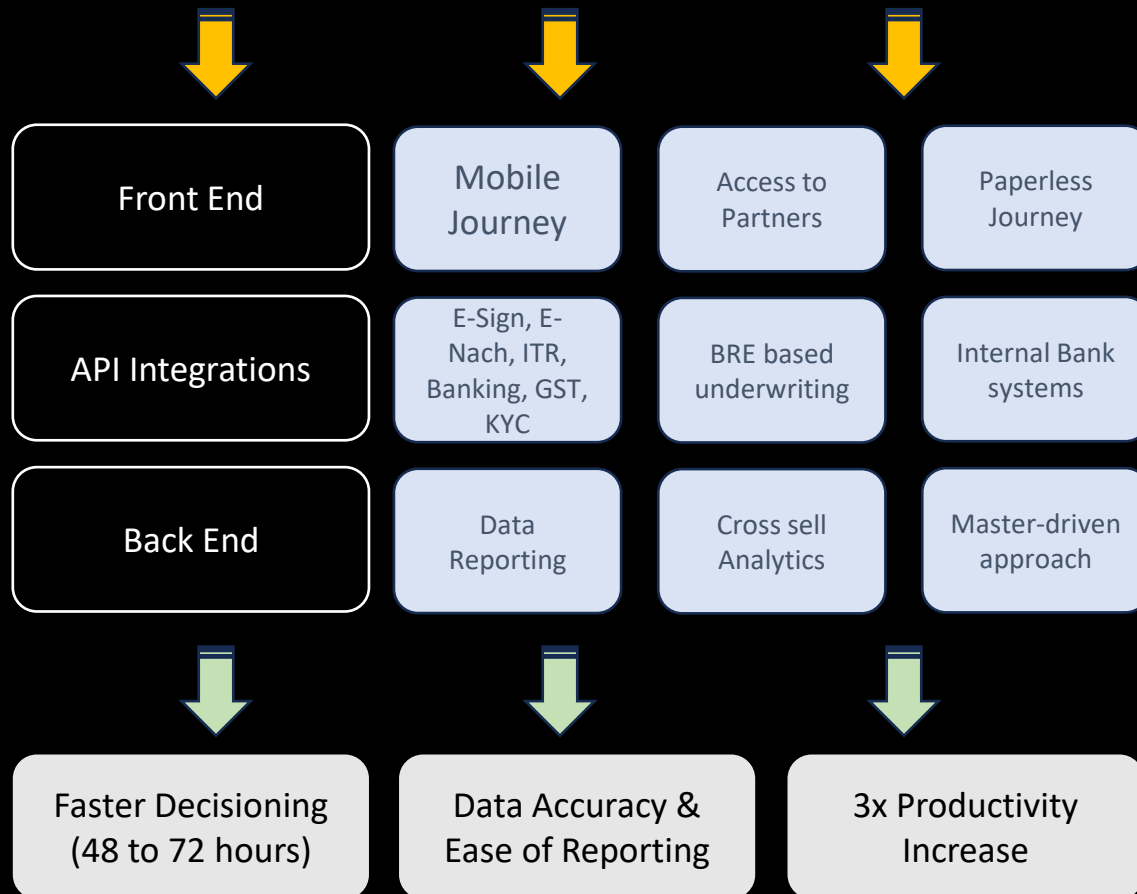 Front End
Mobile
Journey
Access to
Partners
Paperless
Journey
API Integrations
E-Sign, E-
Nach, ITR,
Banking, GST,
KYC
BRE based
underwriting
Internal Bank
systems
Back End
Data
Reporting
Cross sell
Analytics
Master-driven
approach
Faster Decisioning
(48 to 72 hours)
Data Accuracy &
Ease of Reporting
3x Productivity
Increase